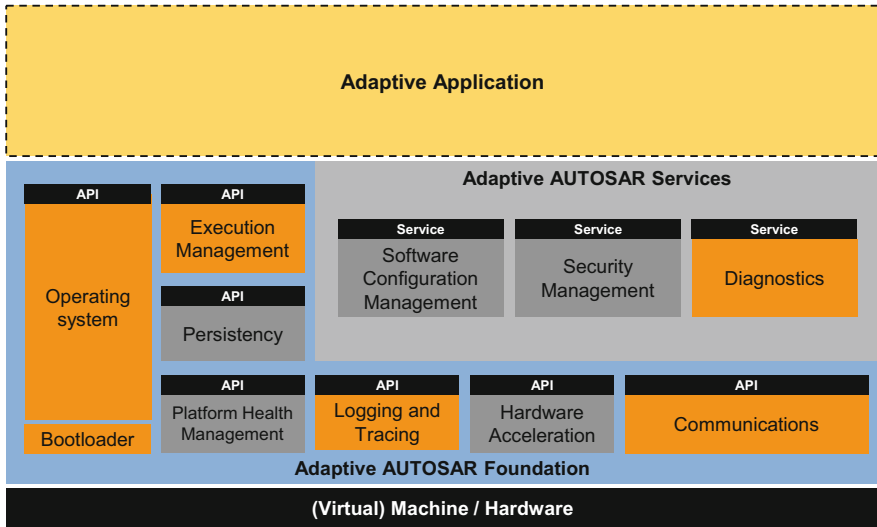 Adaptive Application
Adaptive AUTOSAR Services
API
Operating
system
Bootloader
API
Execution
Management
API
Persistency
Service
Software
Configuration
Management
Service
Security
Management
Service
Diagnostics
API
Platform Health
Management
API
Logging and
Tracing
API
Hardware
Acceleration
API
Communications
Adaptive AUTOSAR Foundation
(Virtual) Machine / Hardware